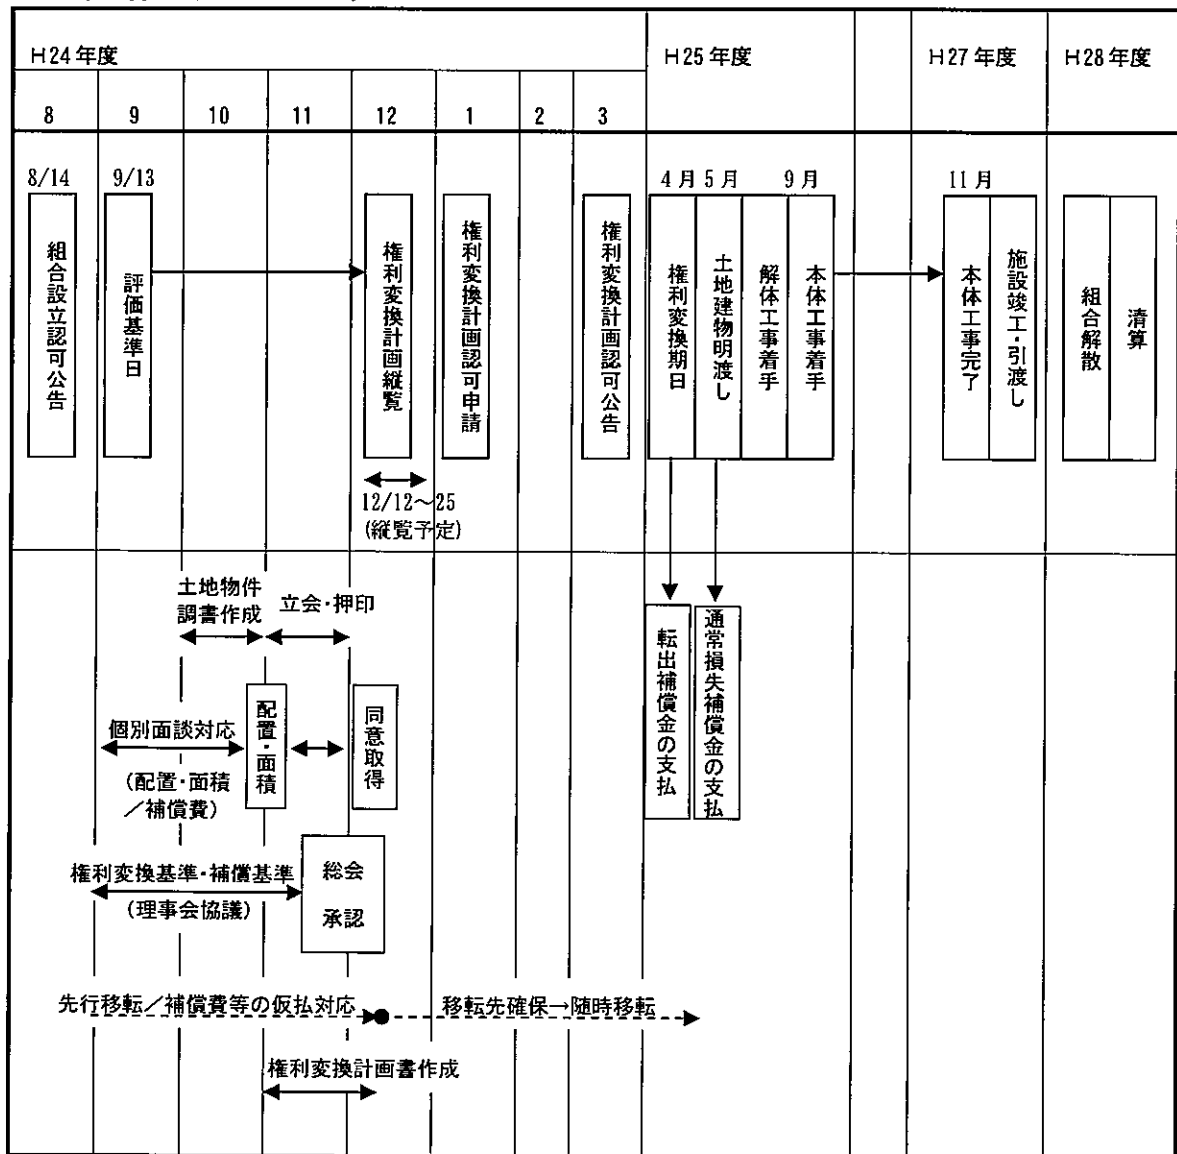 H24年度
H25年度
H27年度
H28年度
8
9
10
11
12
1
2
3
8/14
9/13
4月
5月
9月
11月
組合設立認可公告
評価基準日
権利変換計画縦覧
権利変換計画認可申請
権利変換計画認可公告
権利変換期日
土地建物明渡し
解体工事着手
本体工事着手
本体工事完了
施設竣工・引渡し
組合解散
清算
12/12～25
(縦覧予定)
土地物件
調書作成
立会・押印
個別面談対応
(配置・面積
／補償費)
配置・面積
同意取得
転出補償金の支払
通常損失補償金の支払
権利変換基準・補償基準
(理事会協議)
総会
承認
先行移転／補償費等の仮払対応
移転先確保→随時移転
権利変換計画書作成